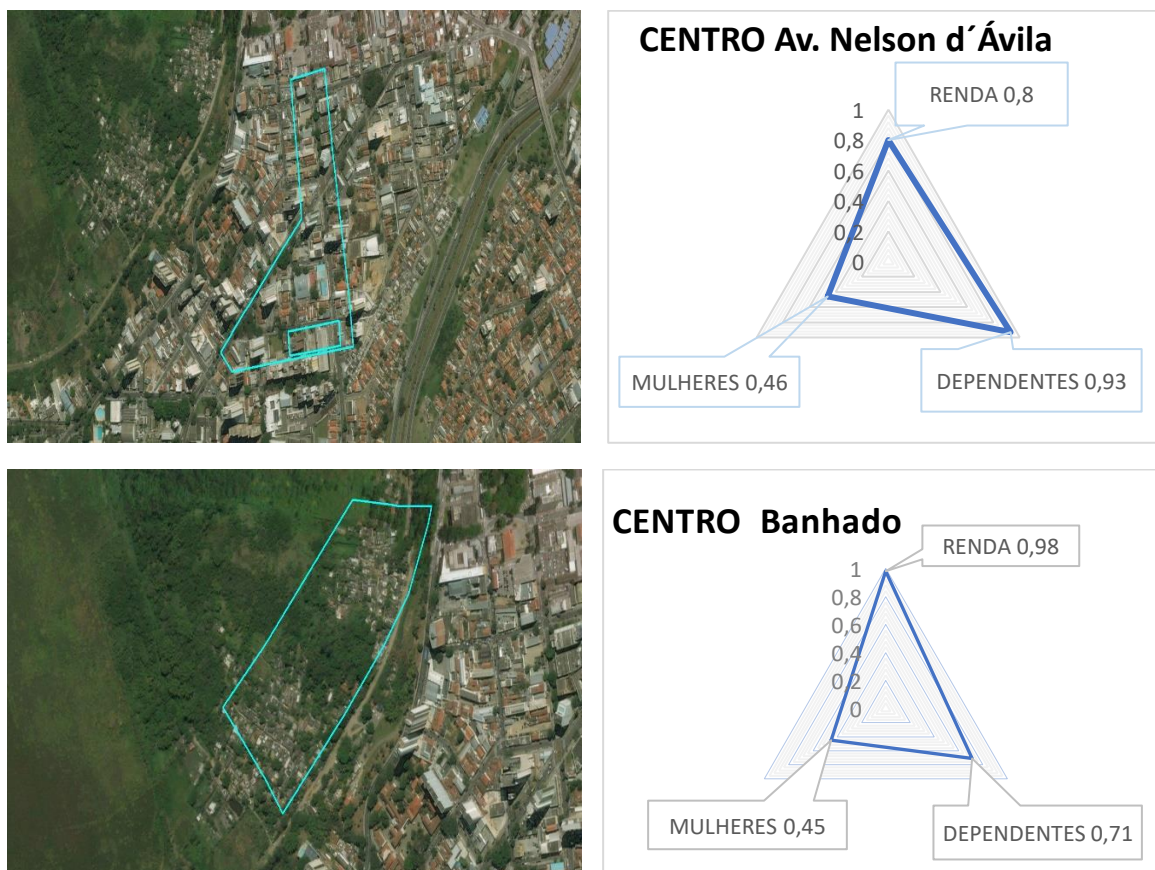 CENTRO Av. Nelson d´Ávila
RENDA 0,8
1
0,8
0,6
0,4
0,2
0
MULHERES 0,46
DEPENDENTES 0,93
CENTRO Banhado
RENDA 0,98
1
0,8
0,6
0,4
0,2
0
MULHERES 0,45
DEPENDENTES 0,71